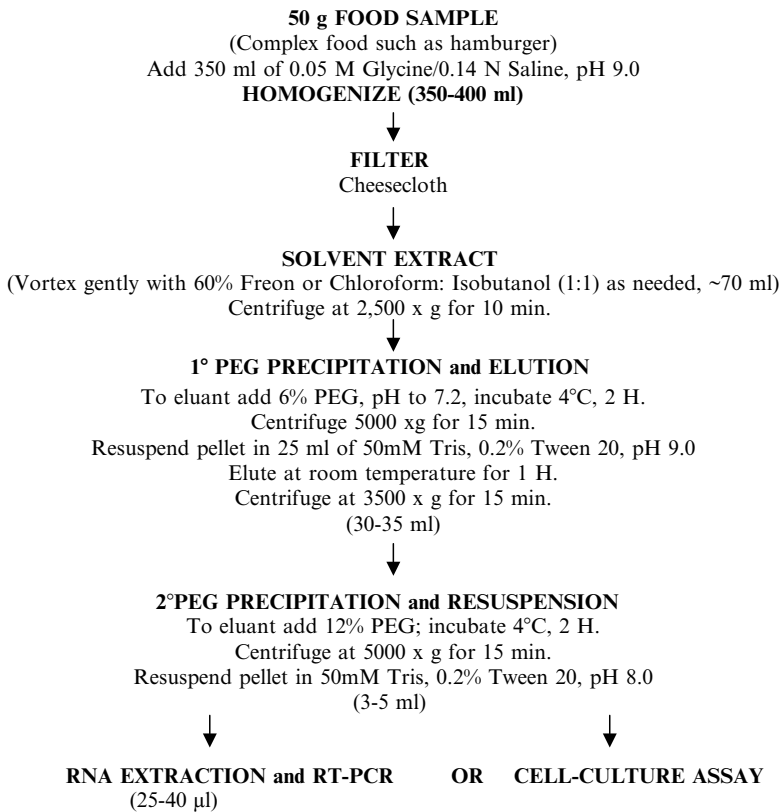 50 g FOOD SAMPLE
(Complex food such as hamburger)
Add 350 ml of 0.05 M Glycine/0.14 N Saline, pH 9.0
HOMOGENIZE (350-400 ml)
FILTER
Cheesecloth
SOLVENT EXTRACT
(Vortex gently with 60% Freon or Chloroform: Isobutanol (1:1) as needed, ~70 ml)
Centrifuge at 2,500 x g for 10 min.
1° PEG PRECIPITATION and ELUTION
To eluant add 6% PEG, pH to 7.2, incubate 4°C, 2 H.
Centrifuge 5000 xg for 15 min.
Resuspend pellet in 25 ml of 50mM Tris, 0.2% Tween 20, pH 9.0
Elute at room temperature for 1 H.
Centrifuge at 3500 x g for 15 min.
(30-35 ml)
2°PEG PRECIPITATION and RESUSPENSION
To eluant add 12% PEG; incubate 4°C, 2 H.
Centrifuge at 5000 x g for 15 min.
Resuspend pellet in 50mM Tris, 0.2% Tween 20, pH 8.0
(3-5 ml)
RNA EXTRACTION and RT-PCR OR CELL-CULTURE ASSAY
(25-40 µl)